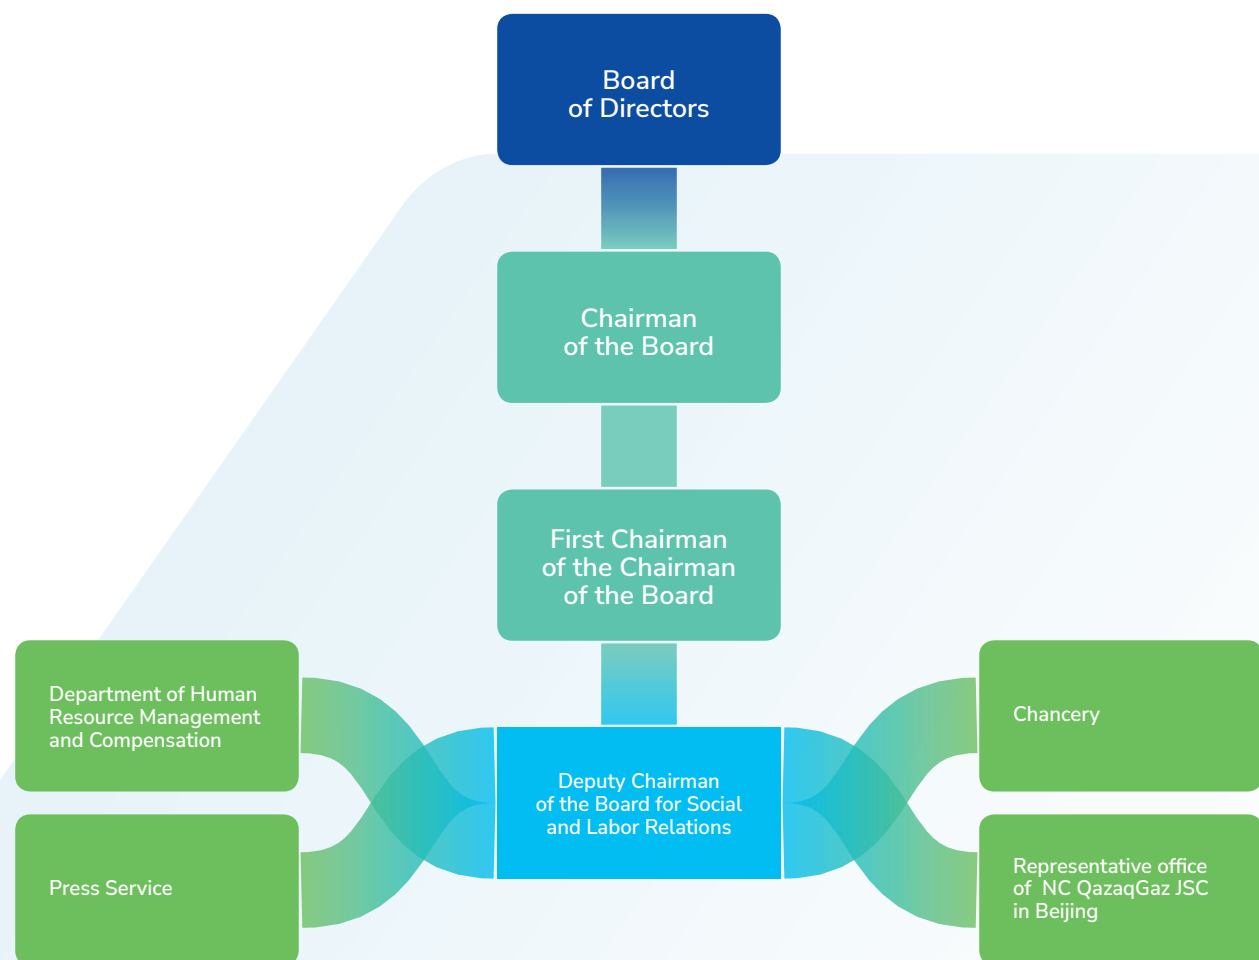 Board
of Directors
Chairman
of the Board
First Chairman
of the Chairman
of the Board
Department of Human
Resource Management
and Compensation
Chancery
Deputy Chairman
of the Board for Social
and Labor Relations
Press Service
Representative office
of NC QazaqGaz JSC
in Beijing